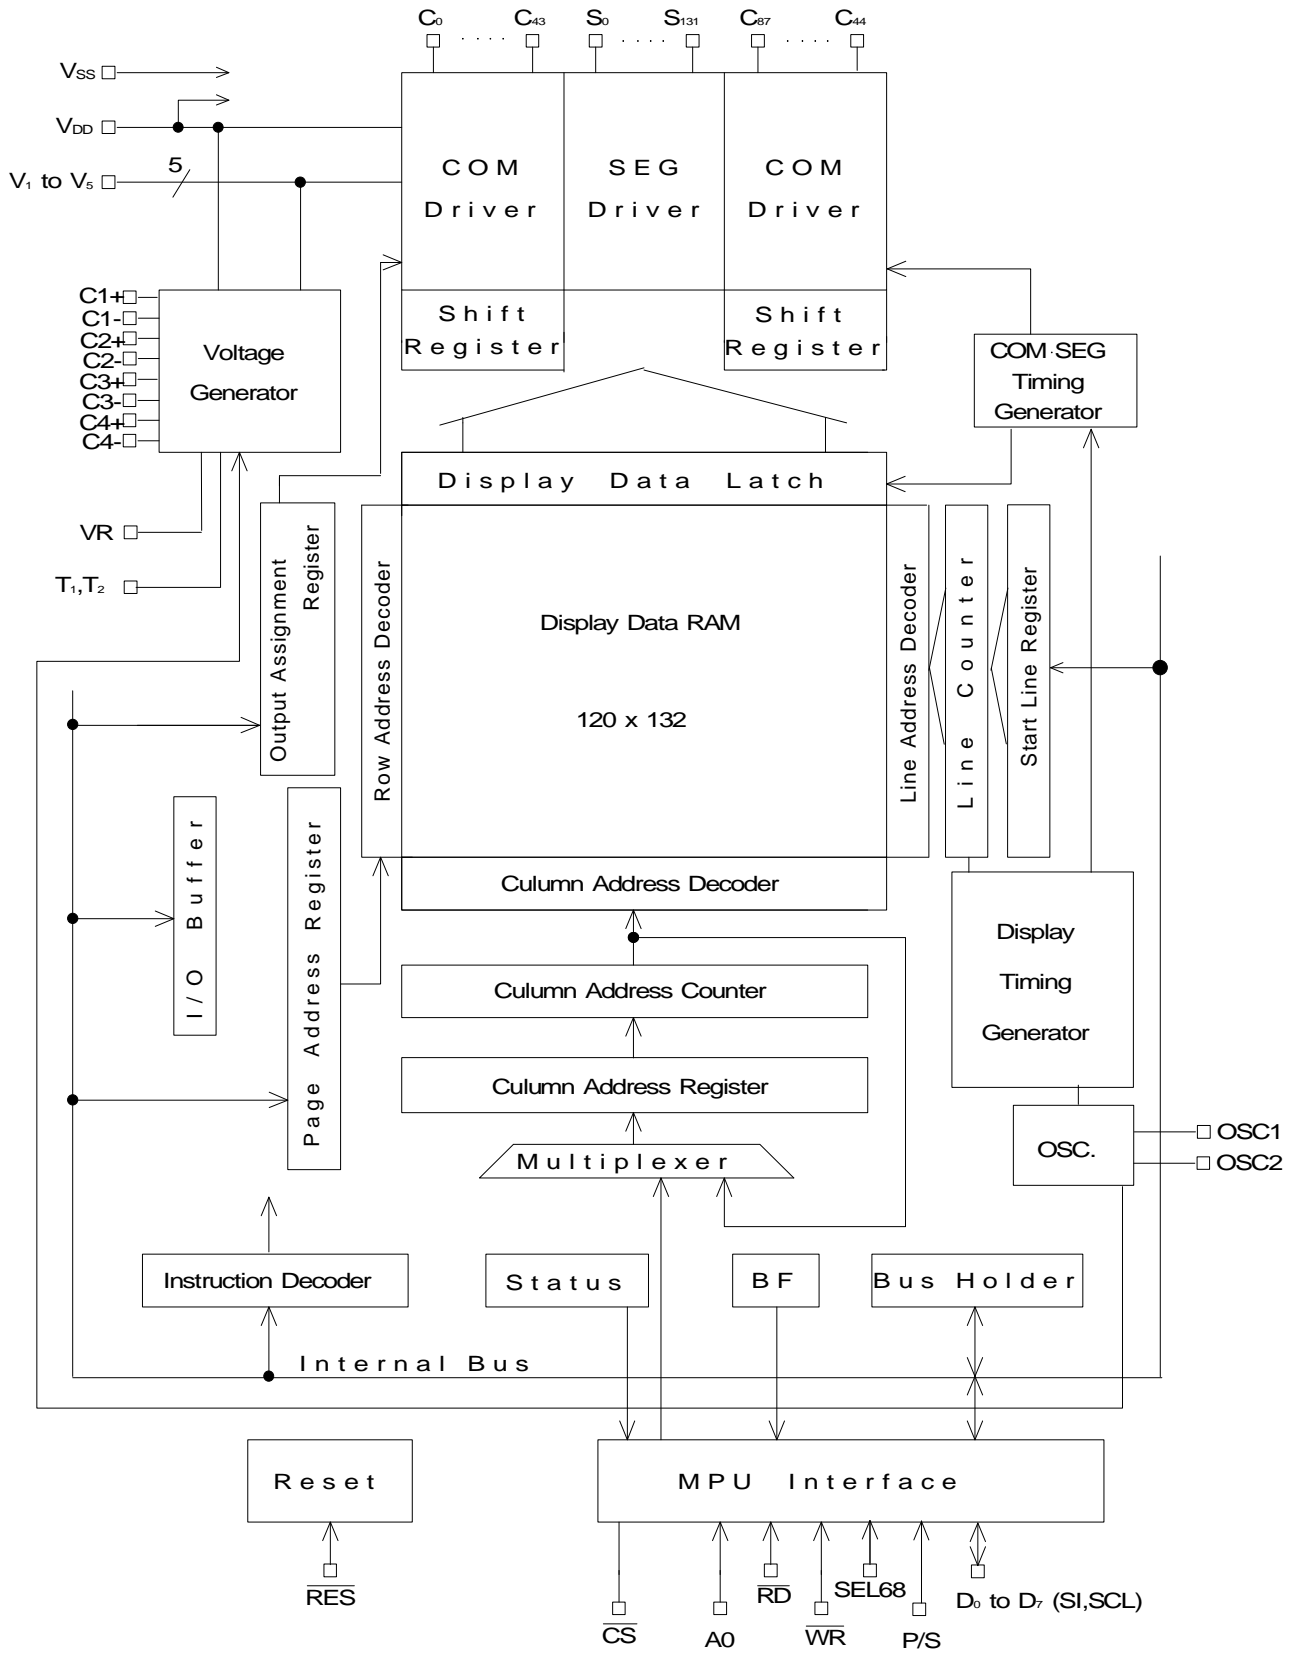 C₀ · · · · C₄₃ S₀ · · · · S₁₃₁ C₈₇ · · · · C₄₄
VSS
VDD
V₁ to V₅
5
COM
Driver
SEG
Driver
COM
Driver
Shift
Register
Shift
Register
C1+
C1-
C2+
C2-
C3+
C3-
C4+
C4-
Voltage
Generator
COM·SEG
Timing
Generator
VR
T₁,T₂
Display Data Latch
Output Assignment
Register
Row Address Decoder
Display Data RAM
120 x 132
Line Address Decoder
Line Counter
Start Line Register
I/O Buffer
Page Address Register
Culumn Address Decoder
Culumn Address Counter
Culumn Address Register
Multiplexer
Display
Timing
Generator
OSC.
OSC1
OSC2
Instruction Decoder
Status
BF
Bus Holder
Internal Bus
Reset
MPU Interface
R̅E̅S̅
C̅S̅
A0
R̅D̅
W̅R̅
SEL68
P/S
D₀ to D₇ (SI,SCL)